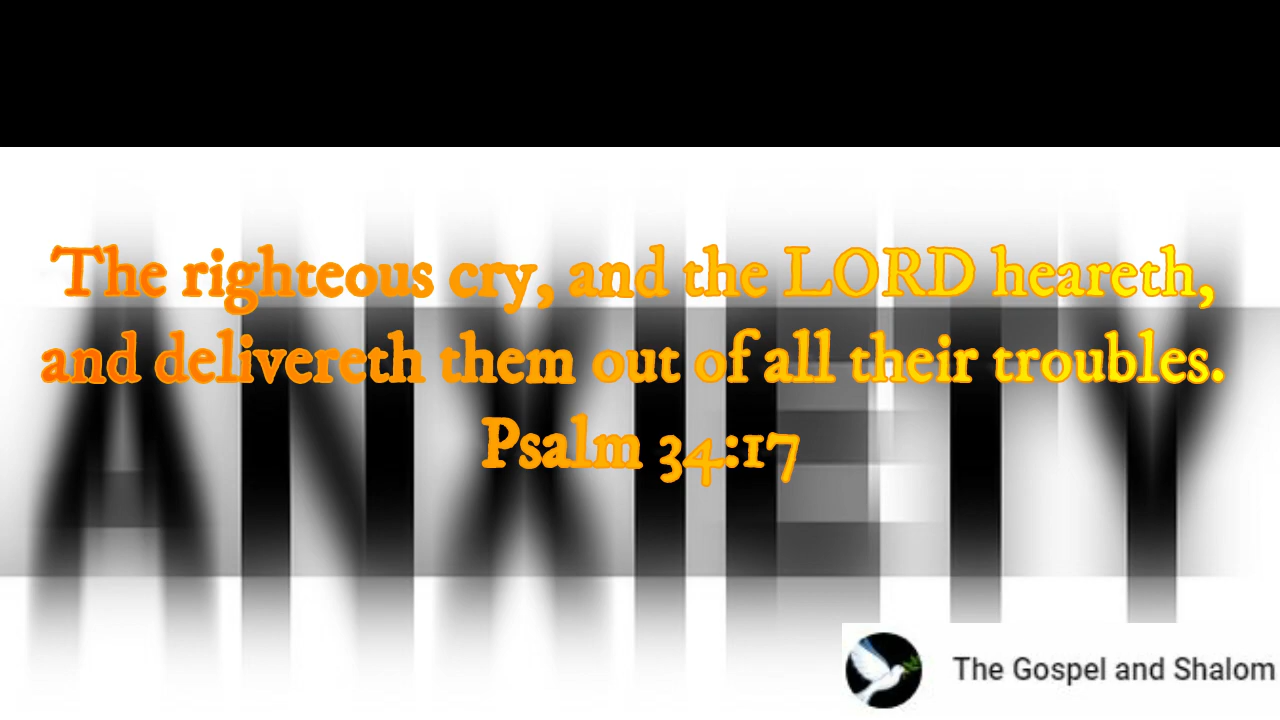 The righteous cry, and the LORD heareth,
and delivereth them out of all their troubles.
Psalm 34:17
ANXIETY
The Gospel and Shalom